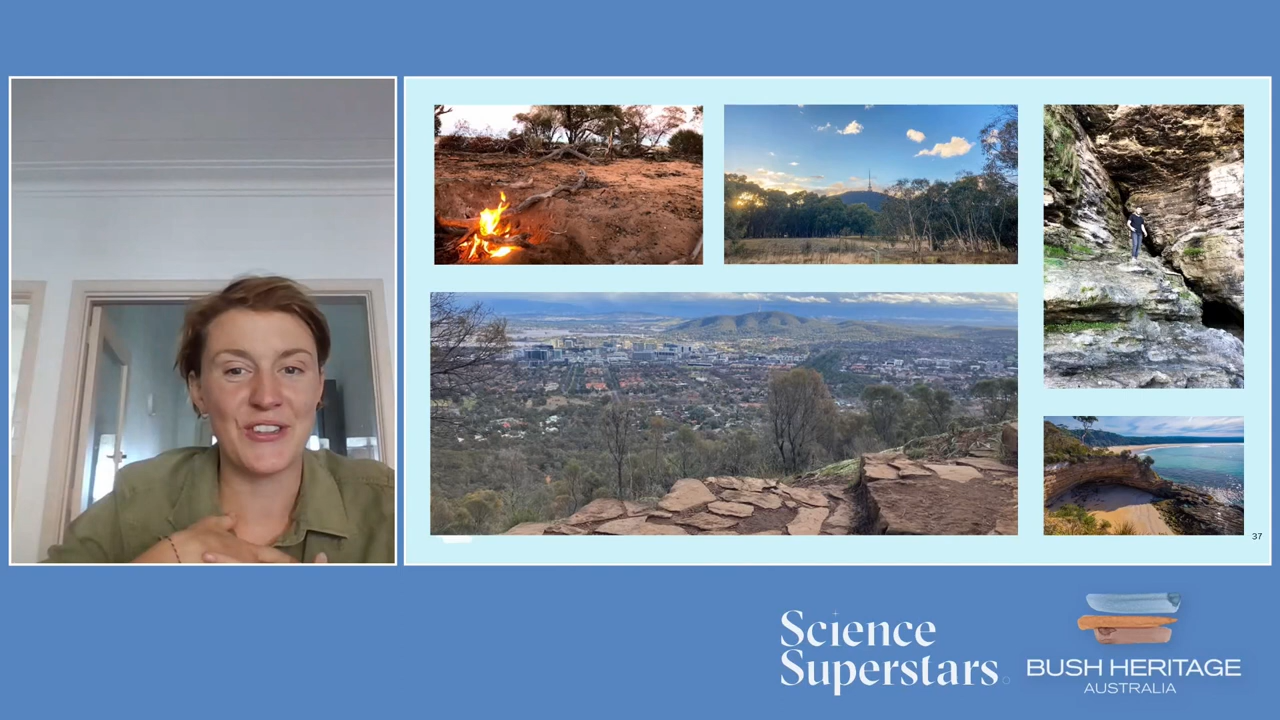 37
Science
Superstars
BUSH HERITAGE
AUSTRALIA